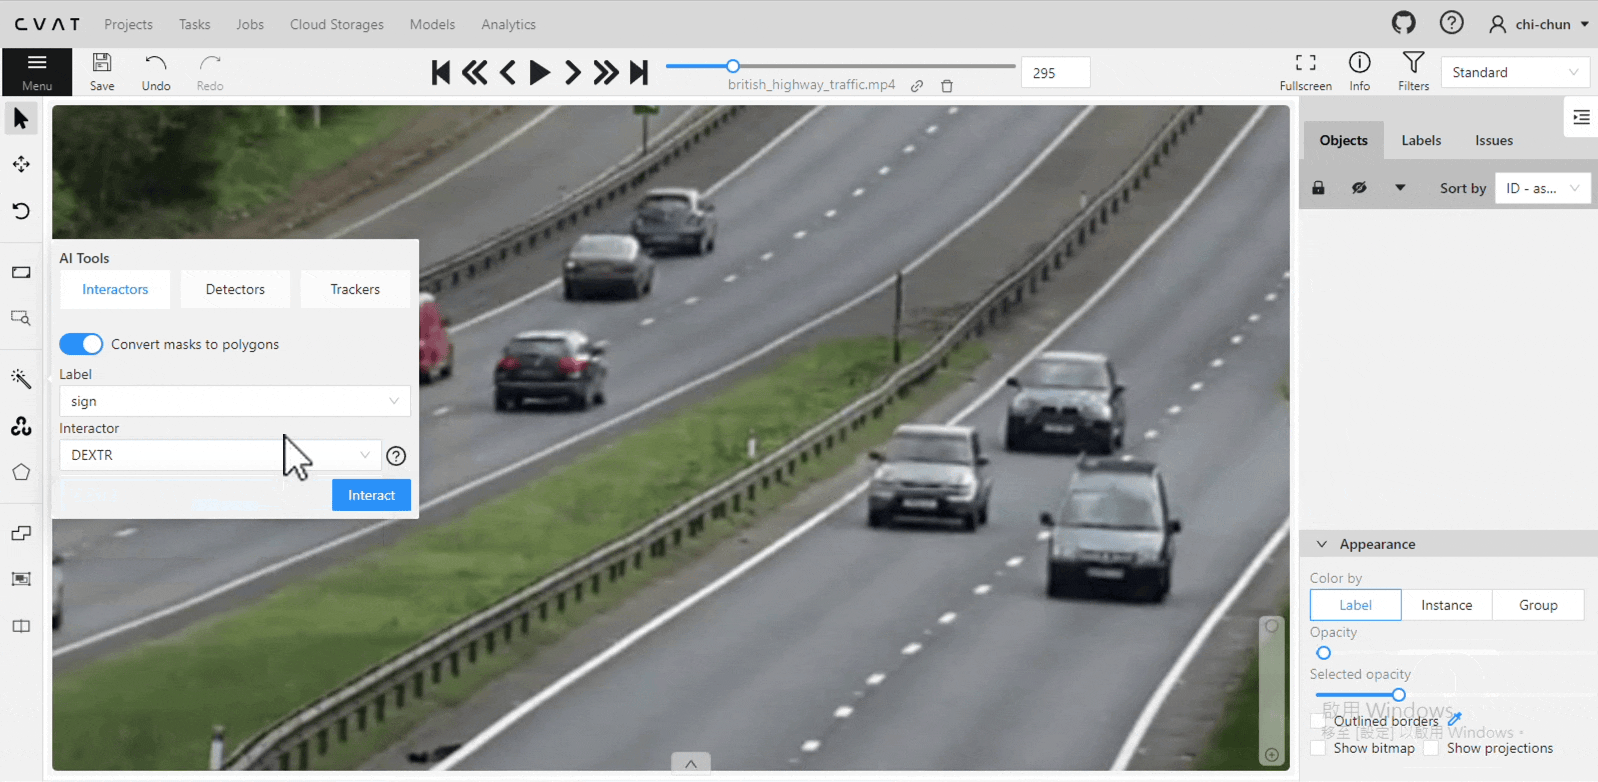 CVAT Projects Tasks Jobs Cloud Storages Models Analytics chi-chun
Menu Save Undo Redo
british_highway_traffic.mp4
295
Fullscreen Info Filters Standard
Objects Labels Issues
Sort by ID - as...
AI Tools
Interactors Detectors Trackers
Convert masks to polygons
Label
sign
Interactor
DEXTR
Interact
Appearance
Color by
Label Instance Group
Opacity
Selected opacity
啟用 Windows
Outlined borders
移至 [設定] 以啟用 Windows。
Show bitmap Show projections